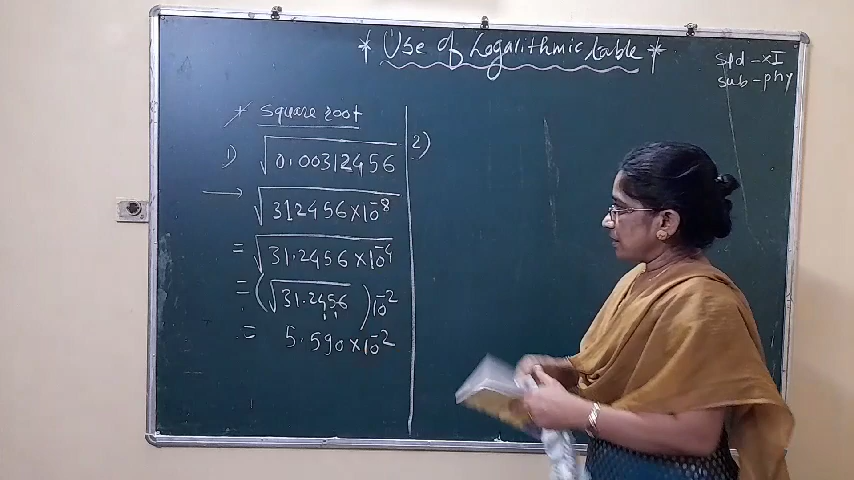 * Use of Logarithmic table *
Std - XI
sub - phy
* Square root
1) √0.00312456
→ √312456×10⁻⁸
= √31.2456×10⁻⁴
= (√31.2456)10⁻²
= 5.590×10⁻²
2)